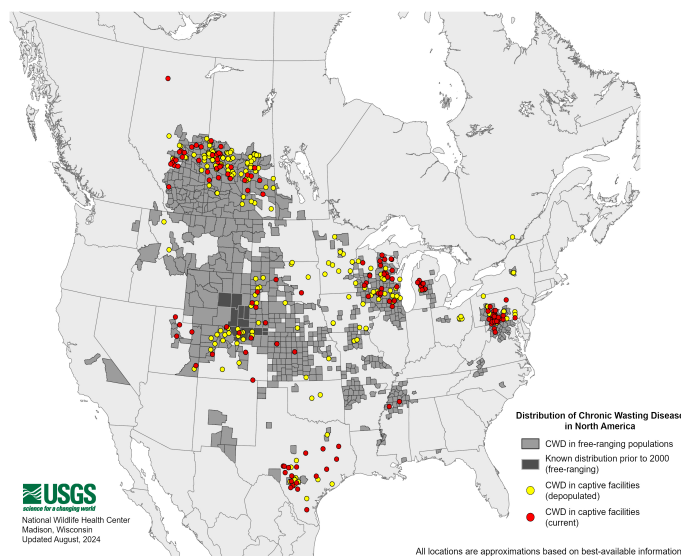 Distribution of Chronic Wasting Disease
in North America
CWD in free-ranging populations
Known distribution prior to 2000
(free-ranging)
CWD in captive facilities
(depopulated)
CWD in captive facilities
(current)
USGS
science for a changing world
National Wildlife Health Center
Madison, Wisconsin
Updated August, 2024
All locations are approximations based on best-available information